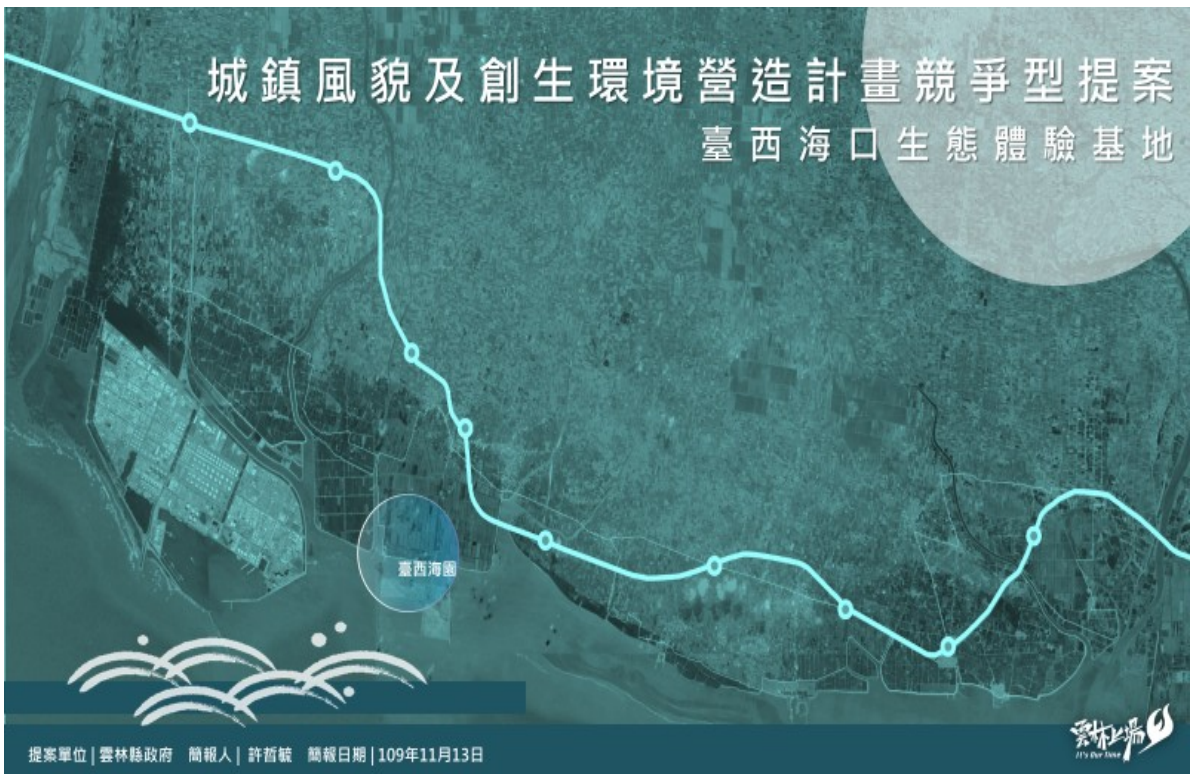 城鎮風貌及創生環境營造計畫競爭型提案
臺西海口生態體驗基地
臺西海園
提案單位|雲林縣政府 簡報人| 許哲毓 簡報日期|109年11月13日
雲林上場
It's Our Time